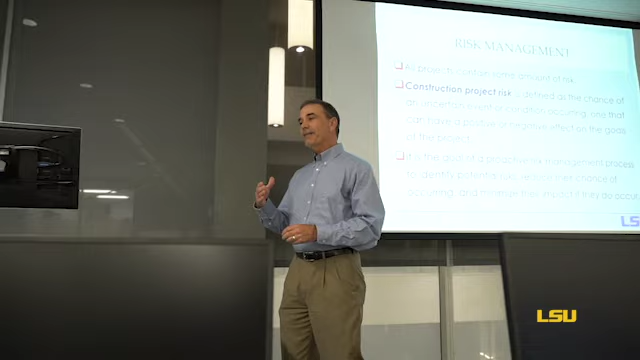 RISK MANAGEMENT
All projects contain some amount of risk.
Construction project risk is defined as the chance of
an uncertain event or condition occurring, one that
can have a positive or negative effect on the goals
of the project.
It is the goal of a proactive risk management process
to identify potential risks, reduce their chance of
occurring, and minimize their impact if they do occur.
LS
LSU